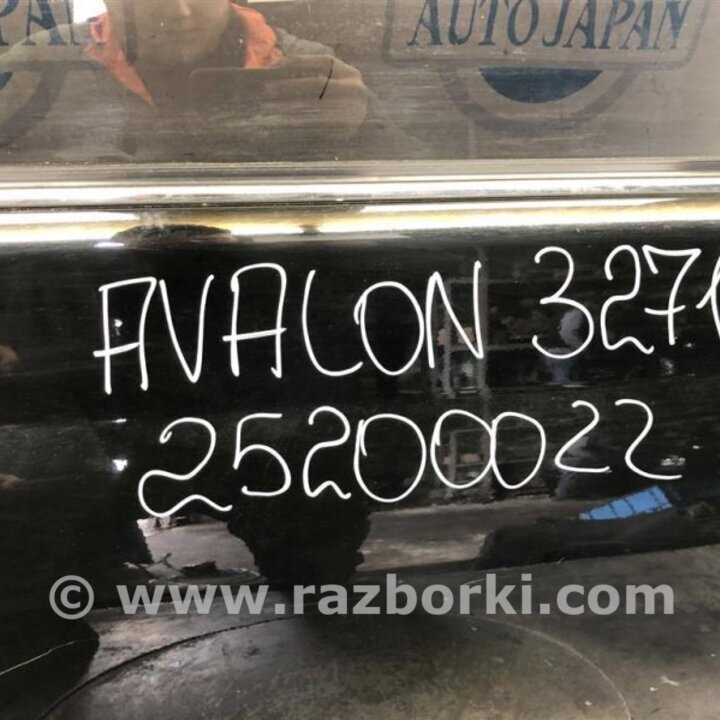 AUTO JAPAN
AVALON 327
25200022
© www.razborki.com